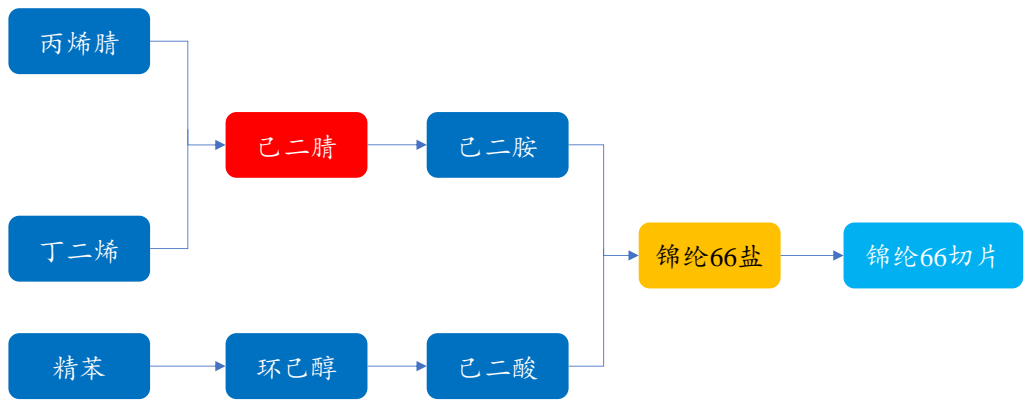 丙烯腈
己二腈
己二胺
丁二烯
锦纶66盐
锦纶66切片
精苯
环己醇
己二酸